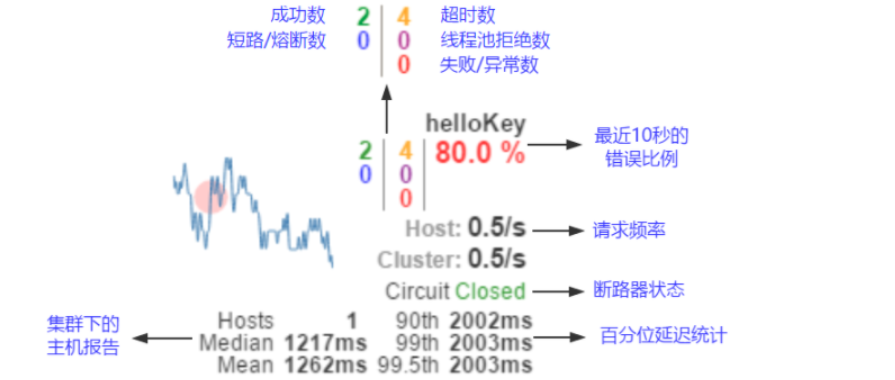 成功数 2 4 超时数
短路/熔断数 0 0 线程池拒绝数
0 失败/异常数
helloKey
2 4 80.0 % 最近10秒的
0 0 错误比例
0
Host: 0.5/s 请求频率
Cluster: 0.5/s
Circuit Closed 断路器状态
集群下的 Hosts 1 90th 2002ms
主机报告 Median 1217ms 99th 2003ms 百分位延迟统计
Mean 1262ms 99.5th 2003ms